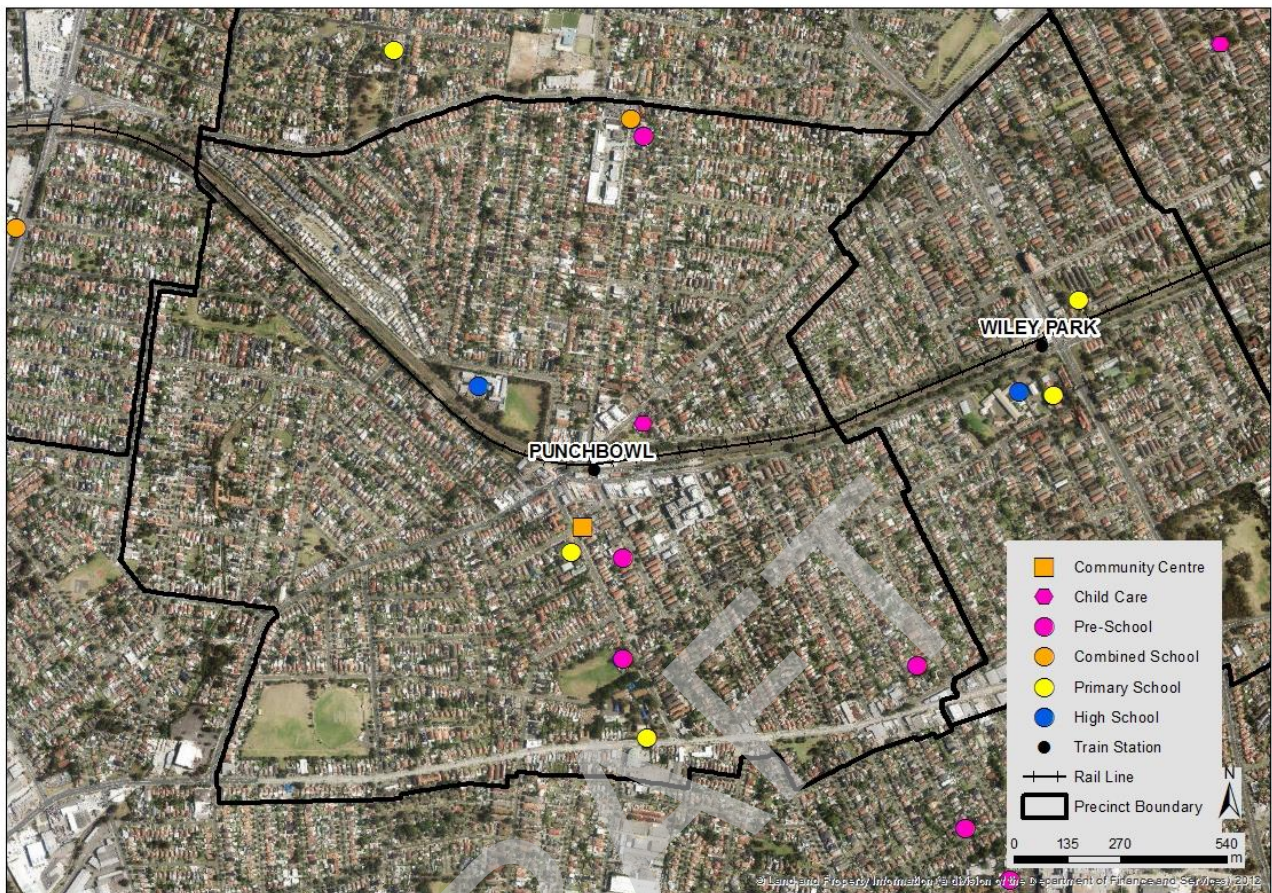 WILEY PARK
PUNCHBOWL
Community Centre
Child Care
Pre-School
Combined School
Primary School
High School
Train Station
Rail Line
Precinct Boundary
N
0 135 270 540
m
© Land and Property Information (a division of the Department of Finance and Services) 2012